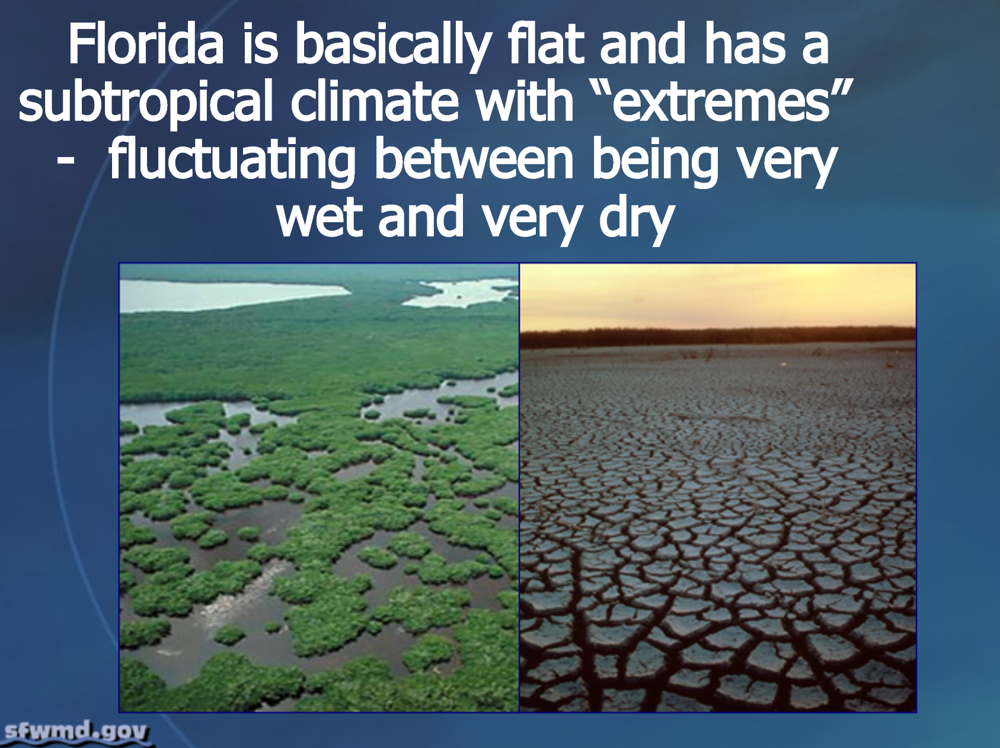 Florida is basically flat and has a
subtropical climate with “extremes”
- fluctuating between being very
wet and very dry
sfwmd.gov